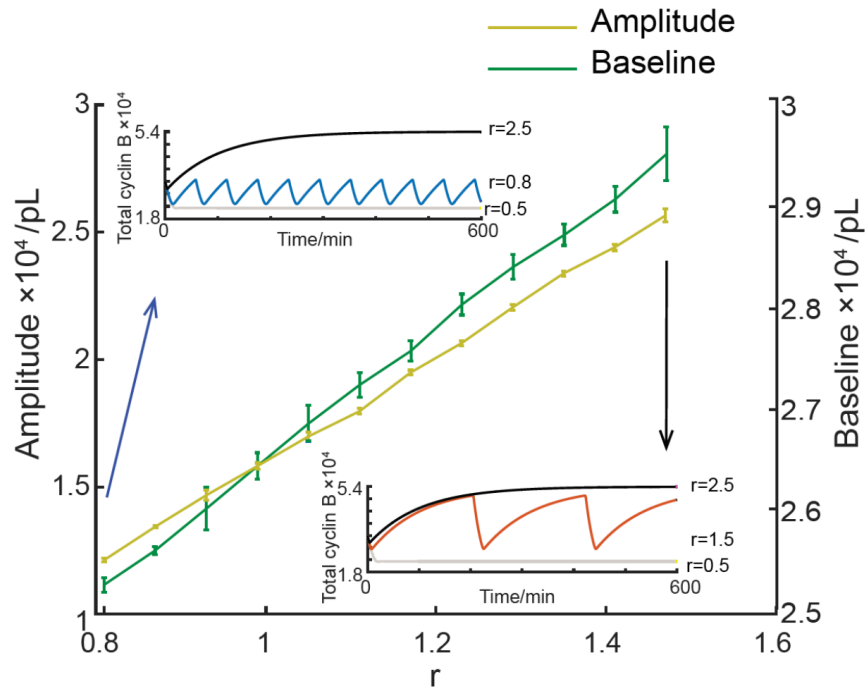 Amplitude
Baseline
Amplitude ×10⁴/pL
3
2.5
2
1.5
1
Total cyclin B ×10⁴
5.4
1.8
r=2.5
r=0.8
r=0.5
0
600
Time/min
3
2.9
2.8
2.7
2.6
2.5
Baseline ×10⁴/pL
Total cyclin B ×10⁴
5.4
1.8
r=2.5
r=1.5
r=0.5
0
600
Time/min
0.8
1
1.2
1.4
1.6
r